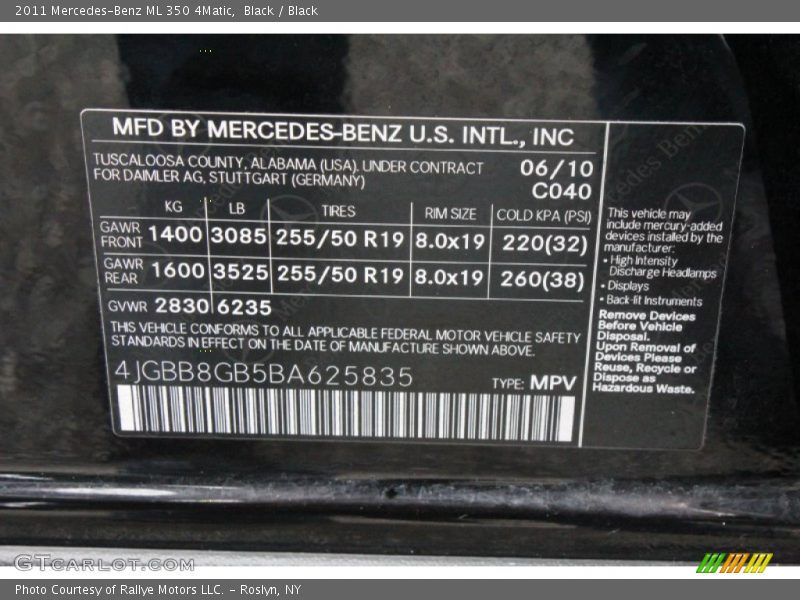 2011 Mercedes-Benz ML 350 4Matic, Black / Black
MFD BY MERCEDES-BENZ U.S. INTL., INC
TUSCALOOSA COUNTY, ALABAMA (USA), UNDER CONTRACT
FOR DAIMLER AG, STUTTGART (GERMANY)
06/10
C040
KG LB TIRES RIM SIZE COLD KPA (PSI)
GAWR FRONT 1400 3085 255/50 R19 8.0x19 220(32)
GAWR REAR 1600 3525 255/50 R19 8.0x19 260(38)
GVWR 2830 6235
THIS VEHICLE CONFORMS TO ALL APPLICABLE FEDERAL MOTOR VEHICLE SAFETY
STANDARDS IN EFFECT ON THE DATE OF MANUFACTURE SHOWN ABOVE.
4JGBB8GB5BA625835
TYPE: MPV
This vehicle may
include mercury-added
devices installed by the
manufacturer:
• High Intensity
Discharge Headlamps
• Displays
• Back-lit Instruments
Remove Devices
Before Vehicle
Disposal.
Upon Removal of
Devices Please
Reuse, Recycle or
Dispose as
Hazardous Waste.
GTCARLOT.COM
Photo Courtesy of Rallye Motors LLC. - Roslyn, NY